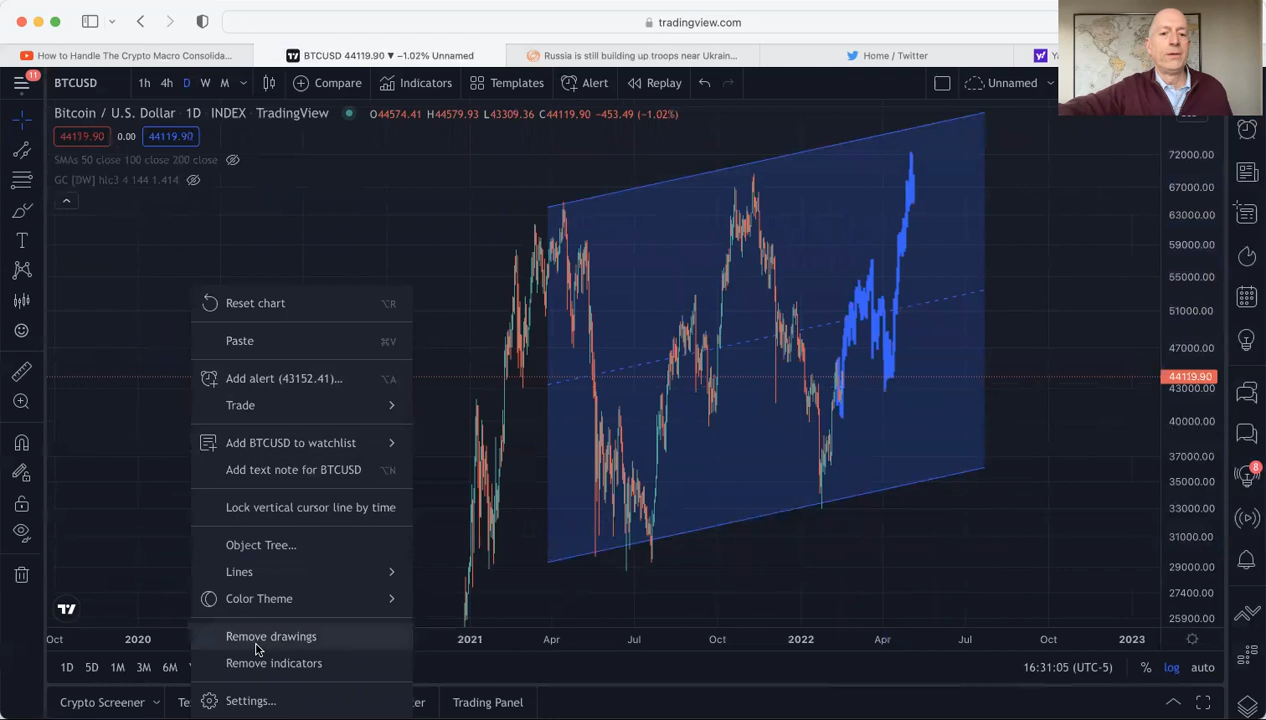 tradingview.com
How to Handle The Crypto Macro Consolida...
BTCUSD 44119.90 ▼ −1.02% Unnamed
Russia is still building up troops near Ukrain...
Home / Twitter
11
BTCUSD 1h 4h D W M Compare Indicators Templates Alert Replay Unnamed
Bitcoin / U.S. Dollar · 1D · INDEX · TradingView O44574.41 H44579.93 L43309.36 C44119.90 −453.49 (−1.02%)
44119.90 0.00 44119.90
SMAs 50 close 100 close 200 close
GC [DW] hlc3 4 144 1.414
72000.00
67000.00
63000.00
59000.00
55000.00
51000.00
47000.00
44119.90
43000.00
40000.00
37000.00
35000.00
33000.00
31000.00
29000.00
27400.00
25900.00
8
Reset chart ⌥R
Paste ⌘V
Add alert (43152.41)... ⌥A
Trade
Add BTCUSD to watchlist
Add text note for BTCUSD ⌥N
Lock vertical cursor line by time
Object Tree...
Lines
Color Theme
Remove drawings
Remove indicators
Settings...
Oct 2020 2021 Apr Jul Oct 2022 Apr Jul Oct 2023
1D 5D 1M 3M 6M 16:31:05 (UTC-5) % log auto
Crypto Screener Trading Panel